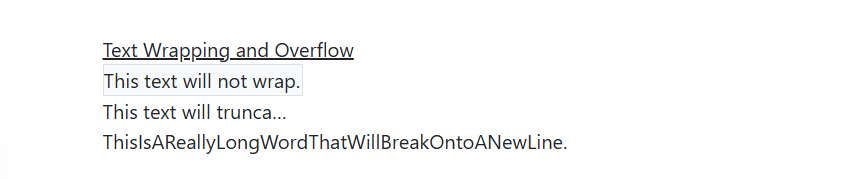 Text Wrapping and Overflow
This text will not wrap.
This text will trunca...
ThisIsAReallyLongWordThatWillBreakOntoANewLine.